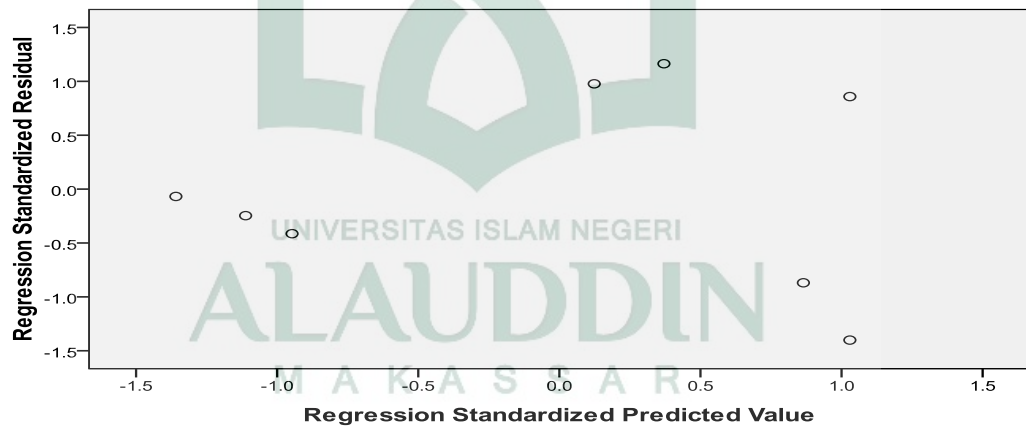 Regression Standardized Residual
1.5
1.0
0.5
0.0
-0.5
-1.0
-1.5
UNIVERSITAS ISLAM NEGERI
ALAUDDIN
M A K A S S A R
-1.5 -1.0 -0.5 0.0 0.5 1.0 1.5
Regression Standardized Predicted Value